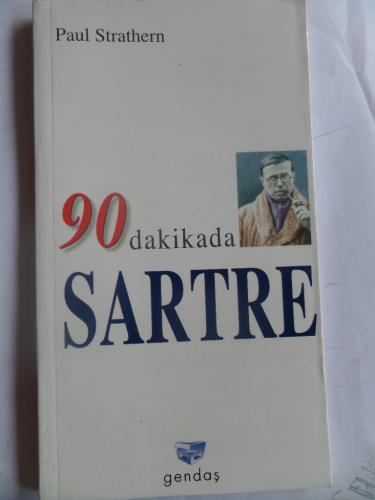 Paul Strathern
90 dakikada
SARTRE
gendaş